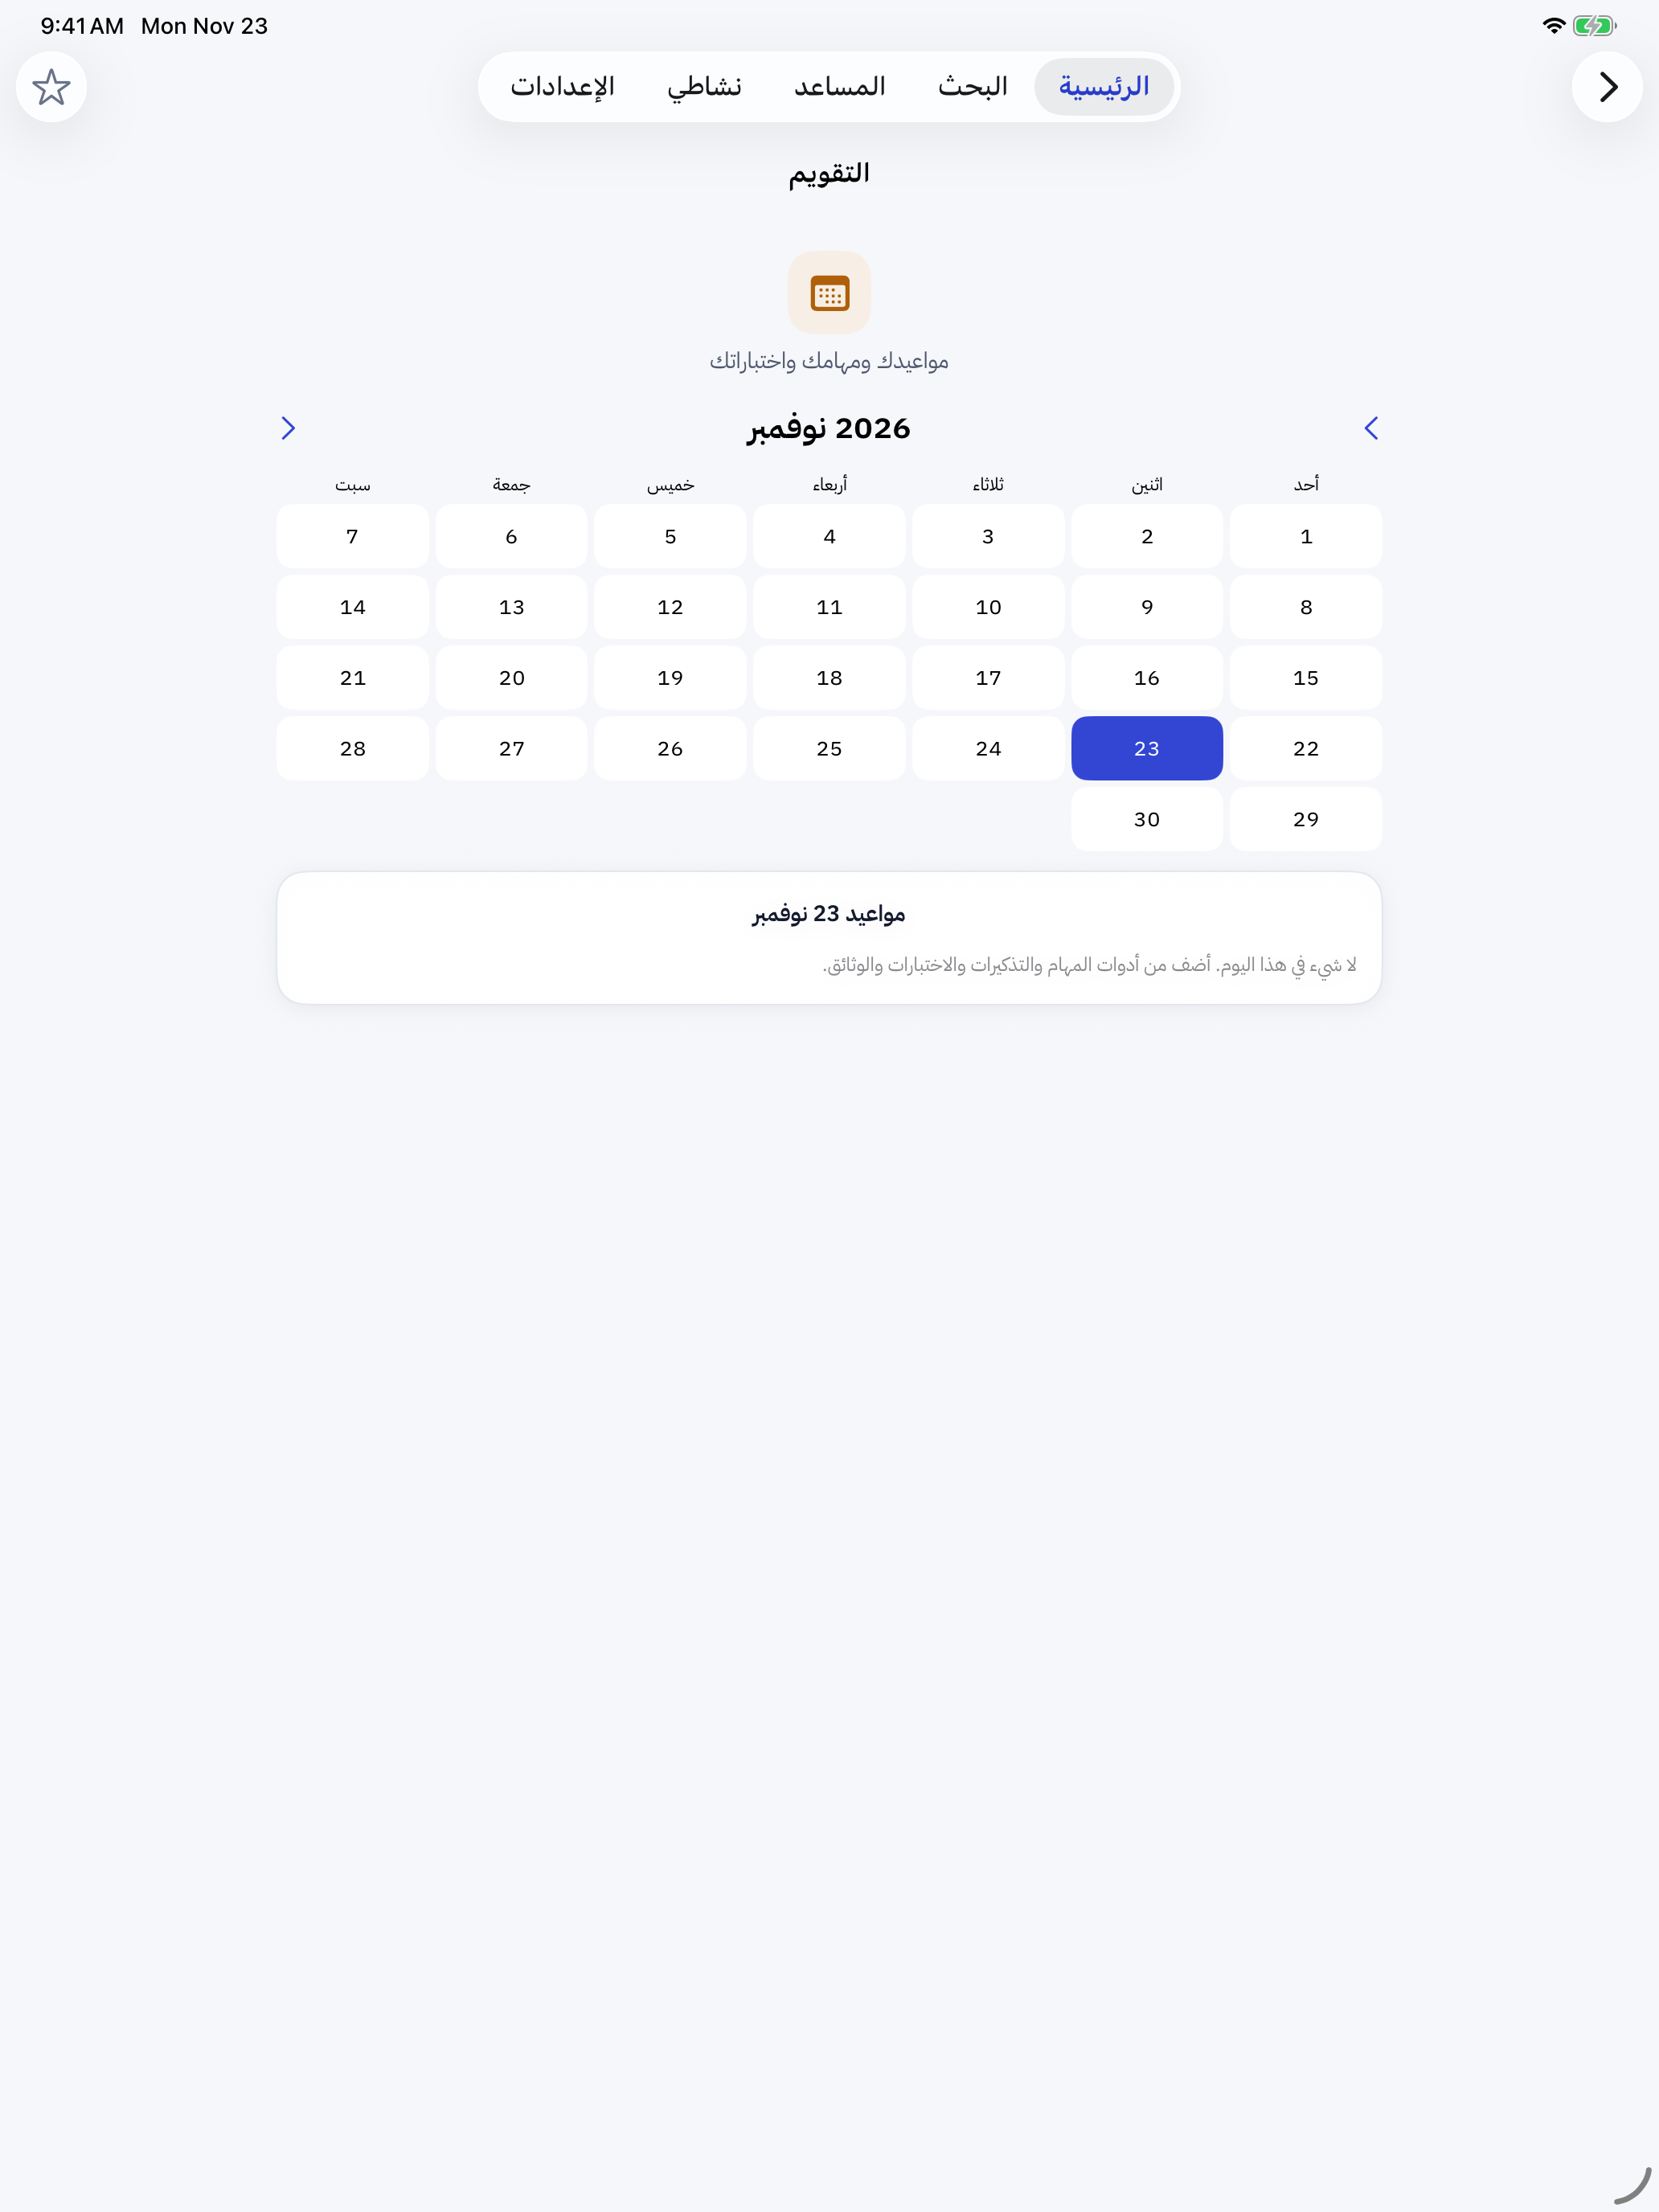 9:41 AM Mon Nov 23
الرئيسية البحث المساعد نشاطي الإعدادات
التقويم
مواعيدك ومهامك واختباراتك
نوفمبر 2026
أحد اثنين ثلاثاء أربعاء خميس جمعة سبت
1 2 3 4 5 6 7
8 9 10 11 12 13 14
15 16 17 18 19 20 21
22 23 24 25 26 27 28
29 30
مواعيد 23 نوفمبر
لا شيء في هذا اليوم. أضف من أدوات المهام والتذكيرات والاختبارات والوثائق.